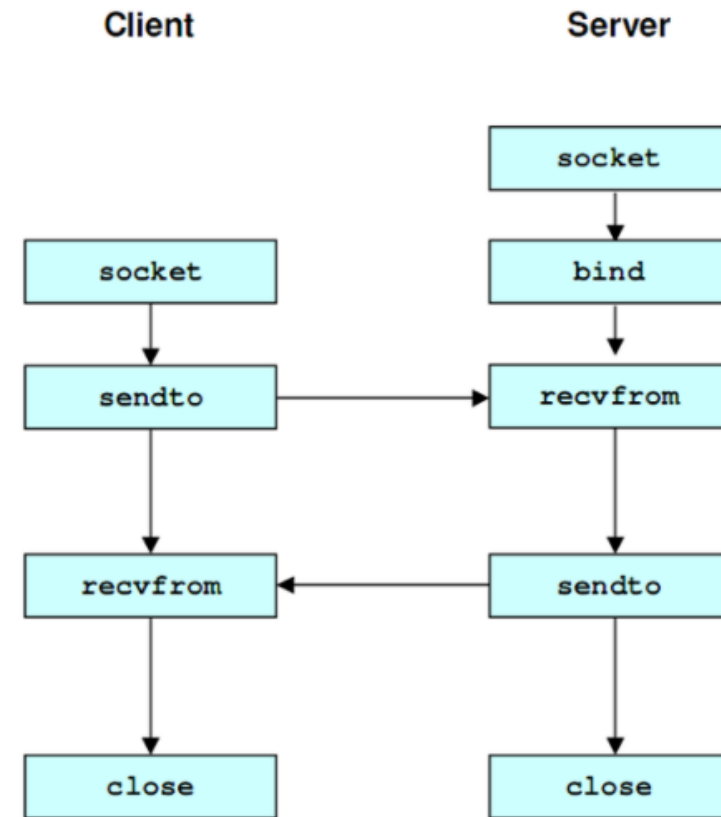 Client
Server
socket
socket
bind
sendto
recvfrom
recvfrom
sendto
close
close